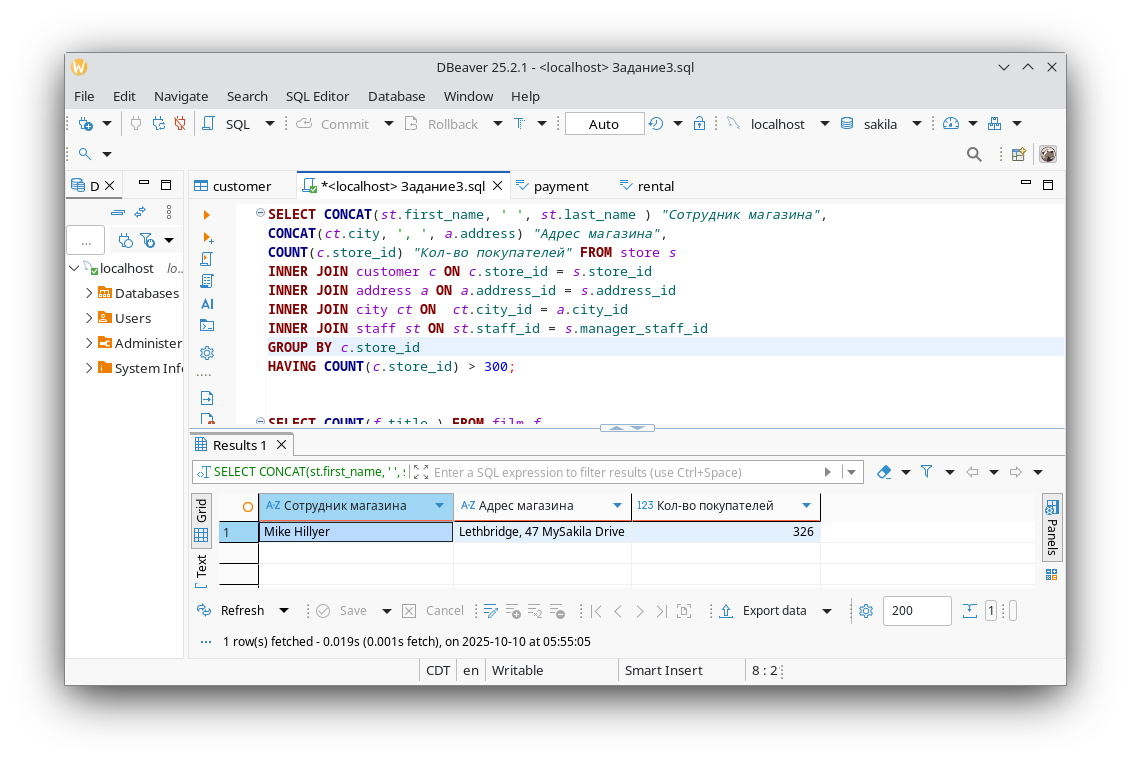 DBeaver 25.2.1 - <localhost> Задание3.sql
File Edit Navigate Search SQL Editor Database Window Help
SQL Commit Rollback T Auto localhost sakila
D customer *<localhost> Задание3.sql payment rental
...
localhost lo..
Databases
Users
Administer
System Info
AI
SELECT CONCAT(st.first_name, ' ', st.last_name ) "Сотрудник магазина",
CONCAT(ct.city, ', ', a.address) "Адрес магазина",
COUNT(c.store_id) "Кол-во покупателей" FROM store s
INNER JOIN customer c ON c.store_id = s.store_id
INNER JOIN address a ON a.address_id = s.address_id
INNER JOIN city ct ON  ct.city_id = a.city_id
INNER JOIN staff st ON st.staff_id = s.manager_staff_id
GROUP BY c.store_id
HAVING COUNT(c.store_id) > 300;
SELECT COUNT(f.title ) FROM film f
Results 1
SELECT CONCAT(st.first_name, ' ', s Enter a SQL expression to filter results (use Ctrl+Space)
Grid
Text
A-Z Сотрудник магазина A-Z Адрес магазина 123 Кол-во покупателей
1 Mike Hillyer Lethbridge, 47 MySakila Drive 326
Panels
Refresh Save Cancel Export data 200 1
... 1 row(s) fetched - 0.019s (0.001s fetch), on 2025-10-10 at 05:55:05
CDT en Writable Smart Insert 8 : 2